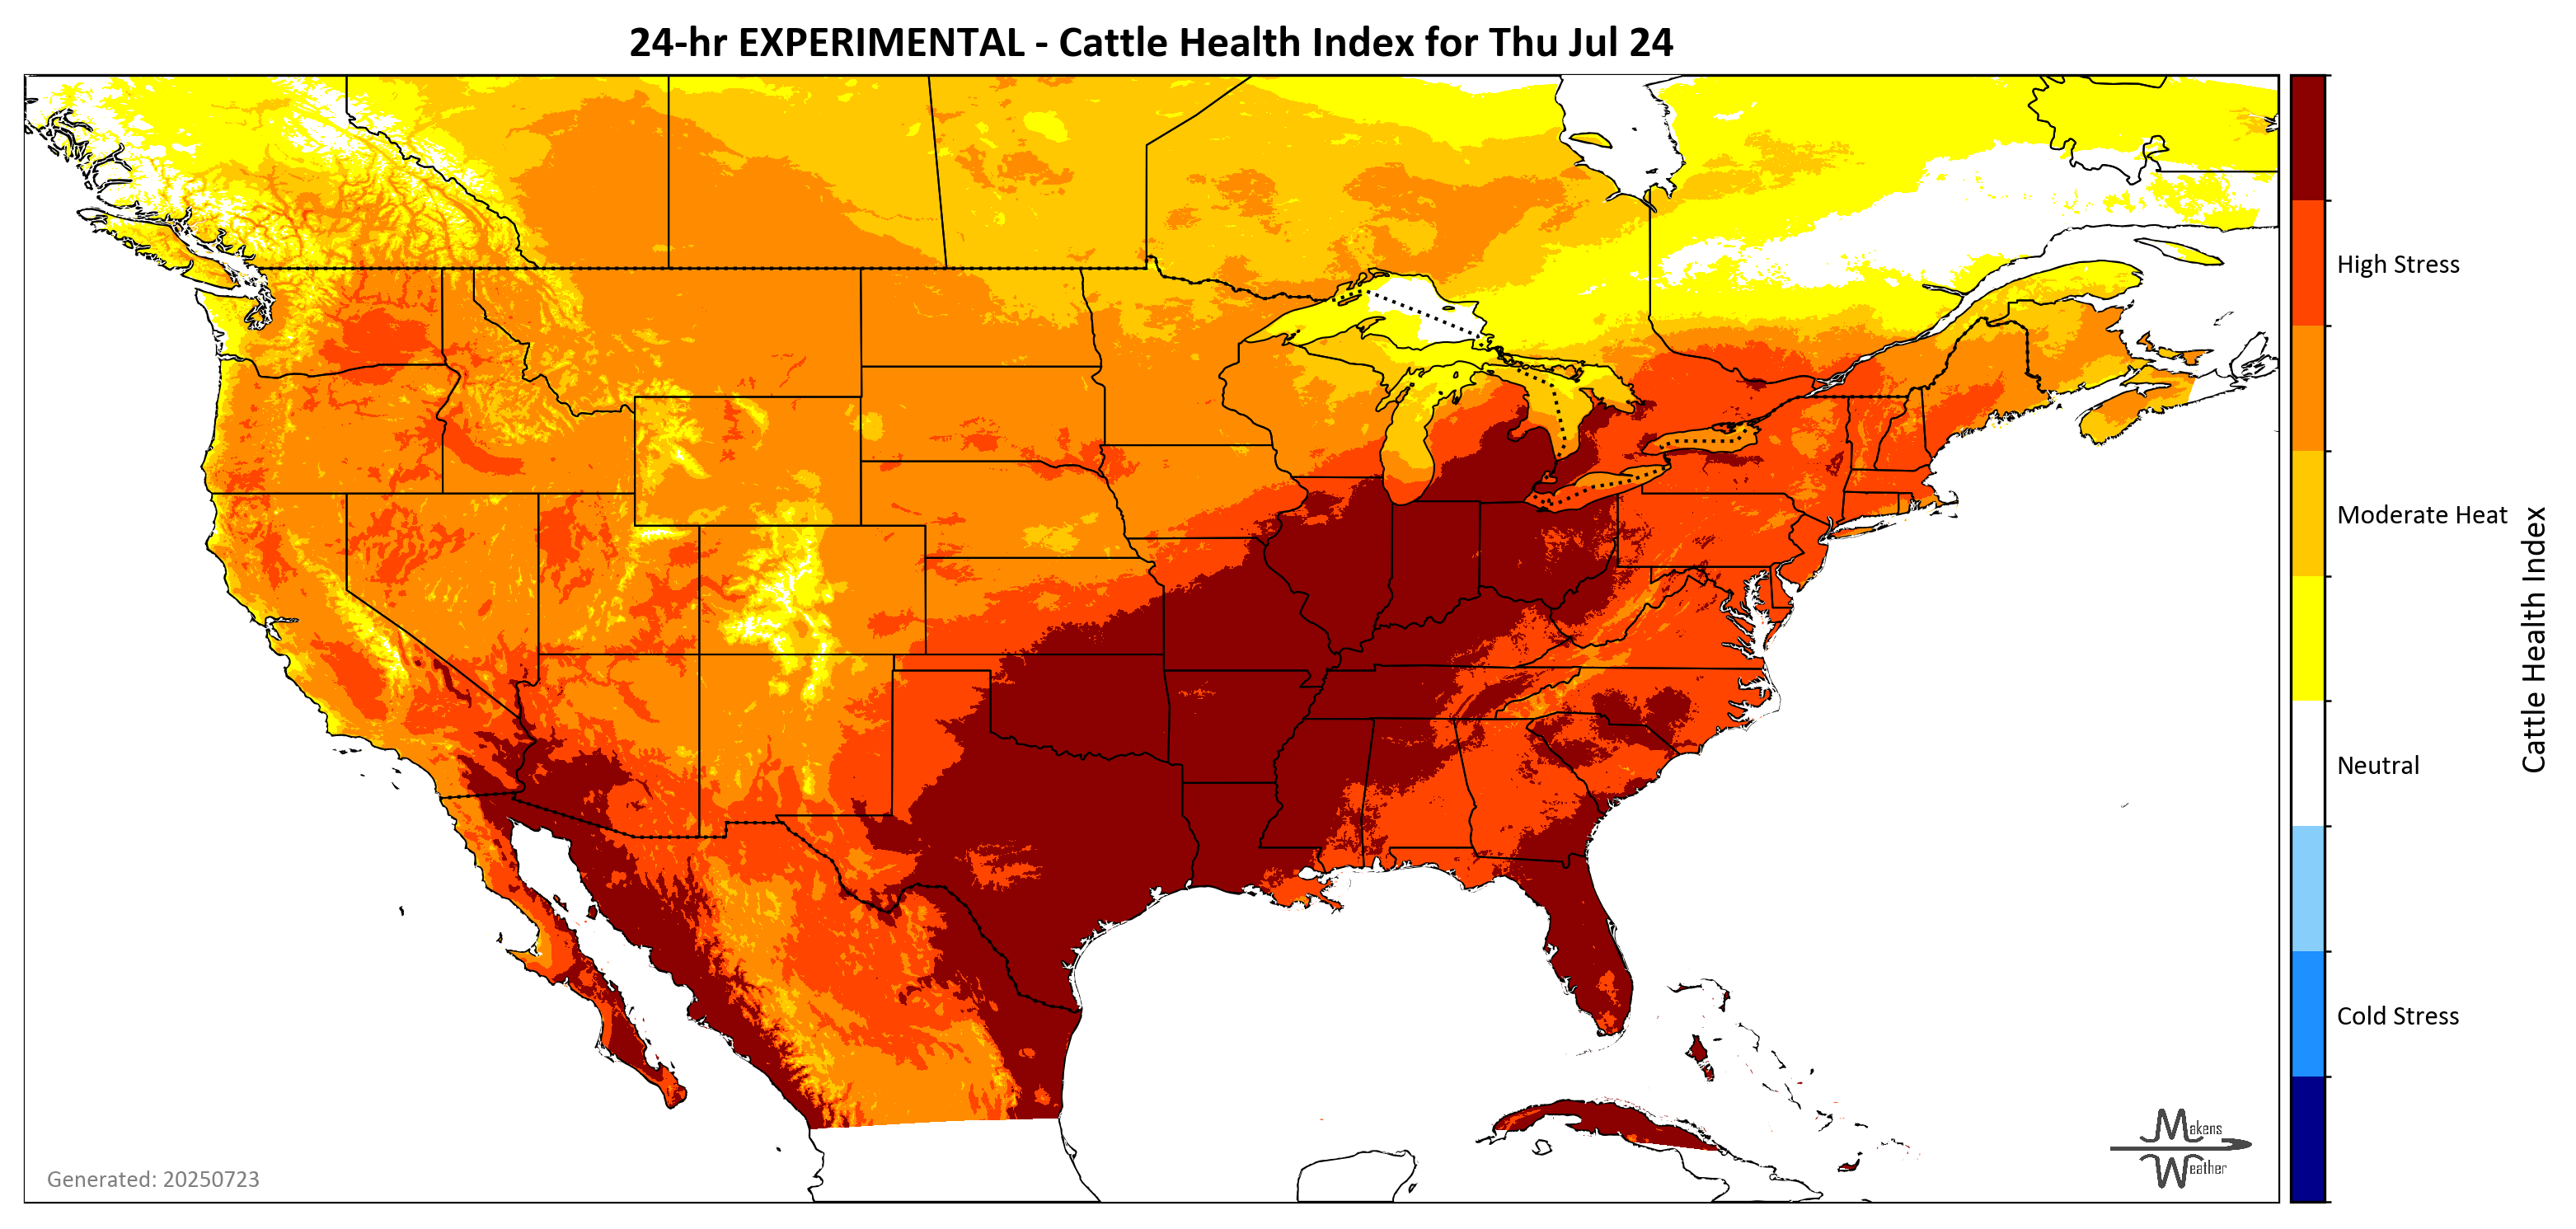 24-hr EXPERIMENTAL - Cattle Health Index for Thu Jul 24
High Stress
Moderate Heat
Neutral
Cold Stress
Cattle Health Index
Makens
Weather
Generated: 20250723